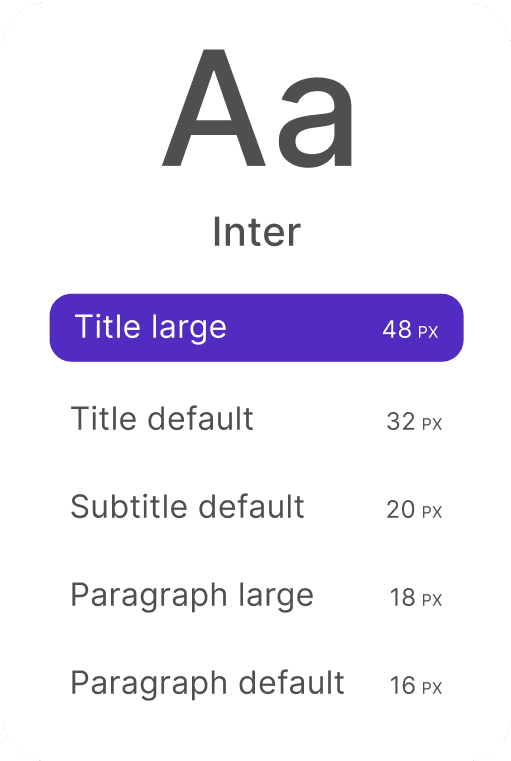 Aa
Inter
Title large 48 PX
Title default 32 PX
Subtitle default 20 PX
Paragraph large 18 PX
Paragraph default 16 PX